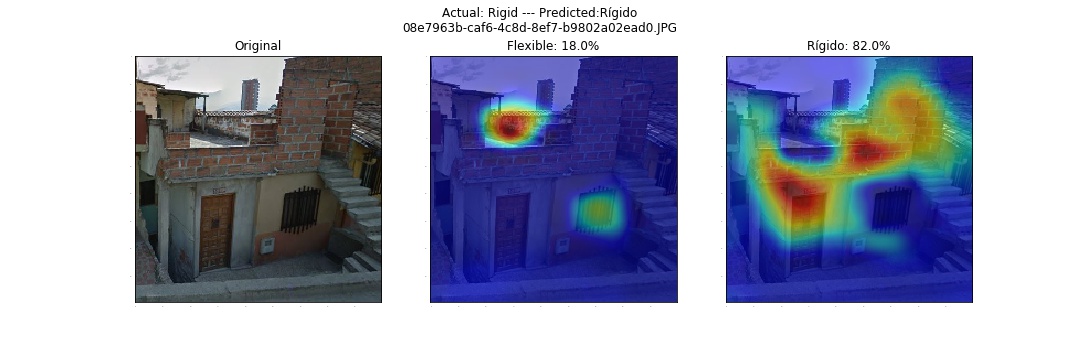 Actual: Rigid --- Predicted:Rígido
08e7963b-caf6-4c8d-8ef7-b9802a02ead0.JPG
Original
Flexible: 18.0%
Rígido: 82.0%